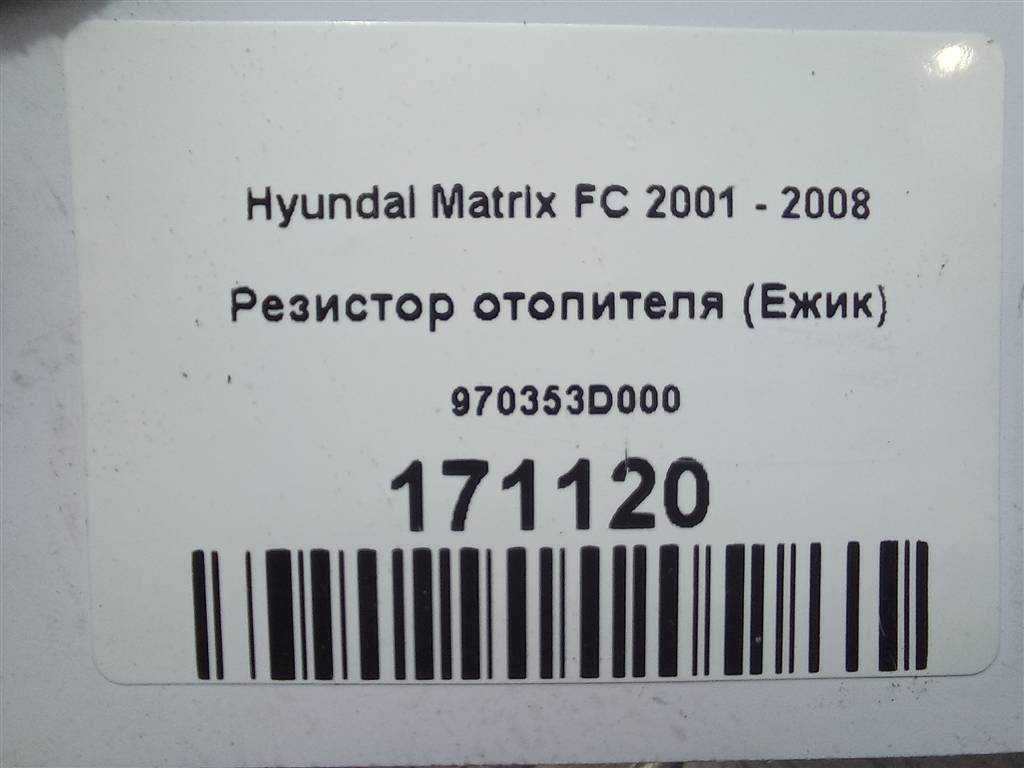 Hyundai Matrix FC 2001 - 2008
Резистор отопителя (Ежик)
970353D000
171120